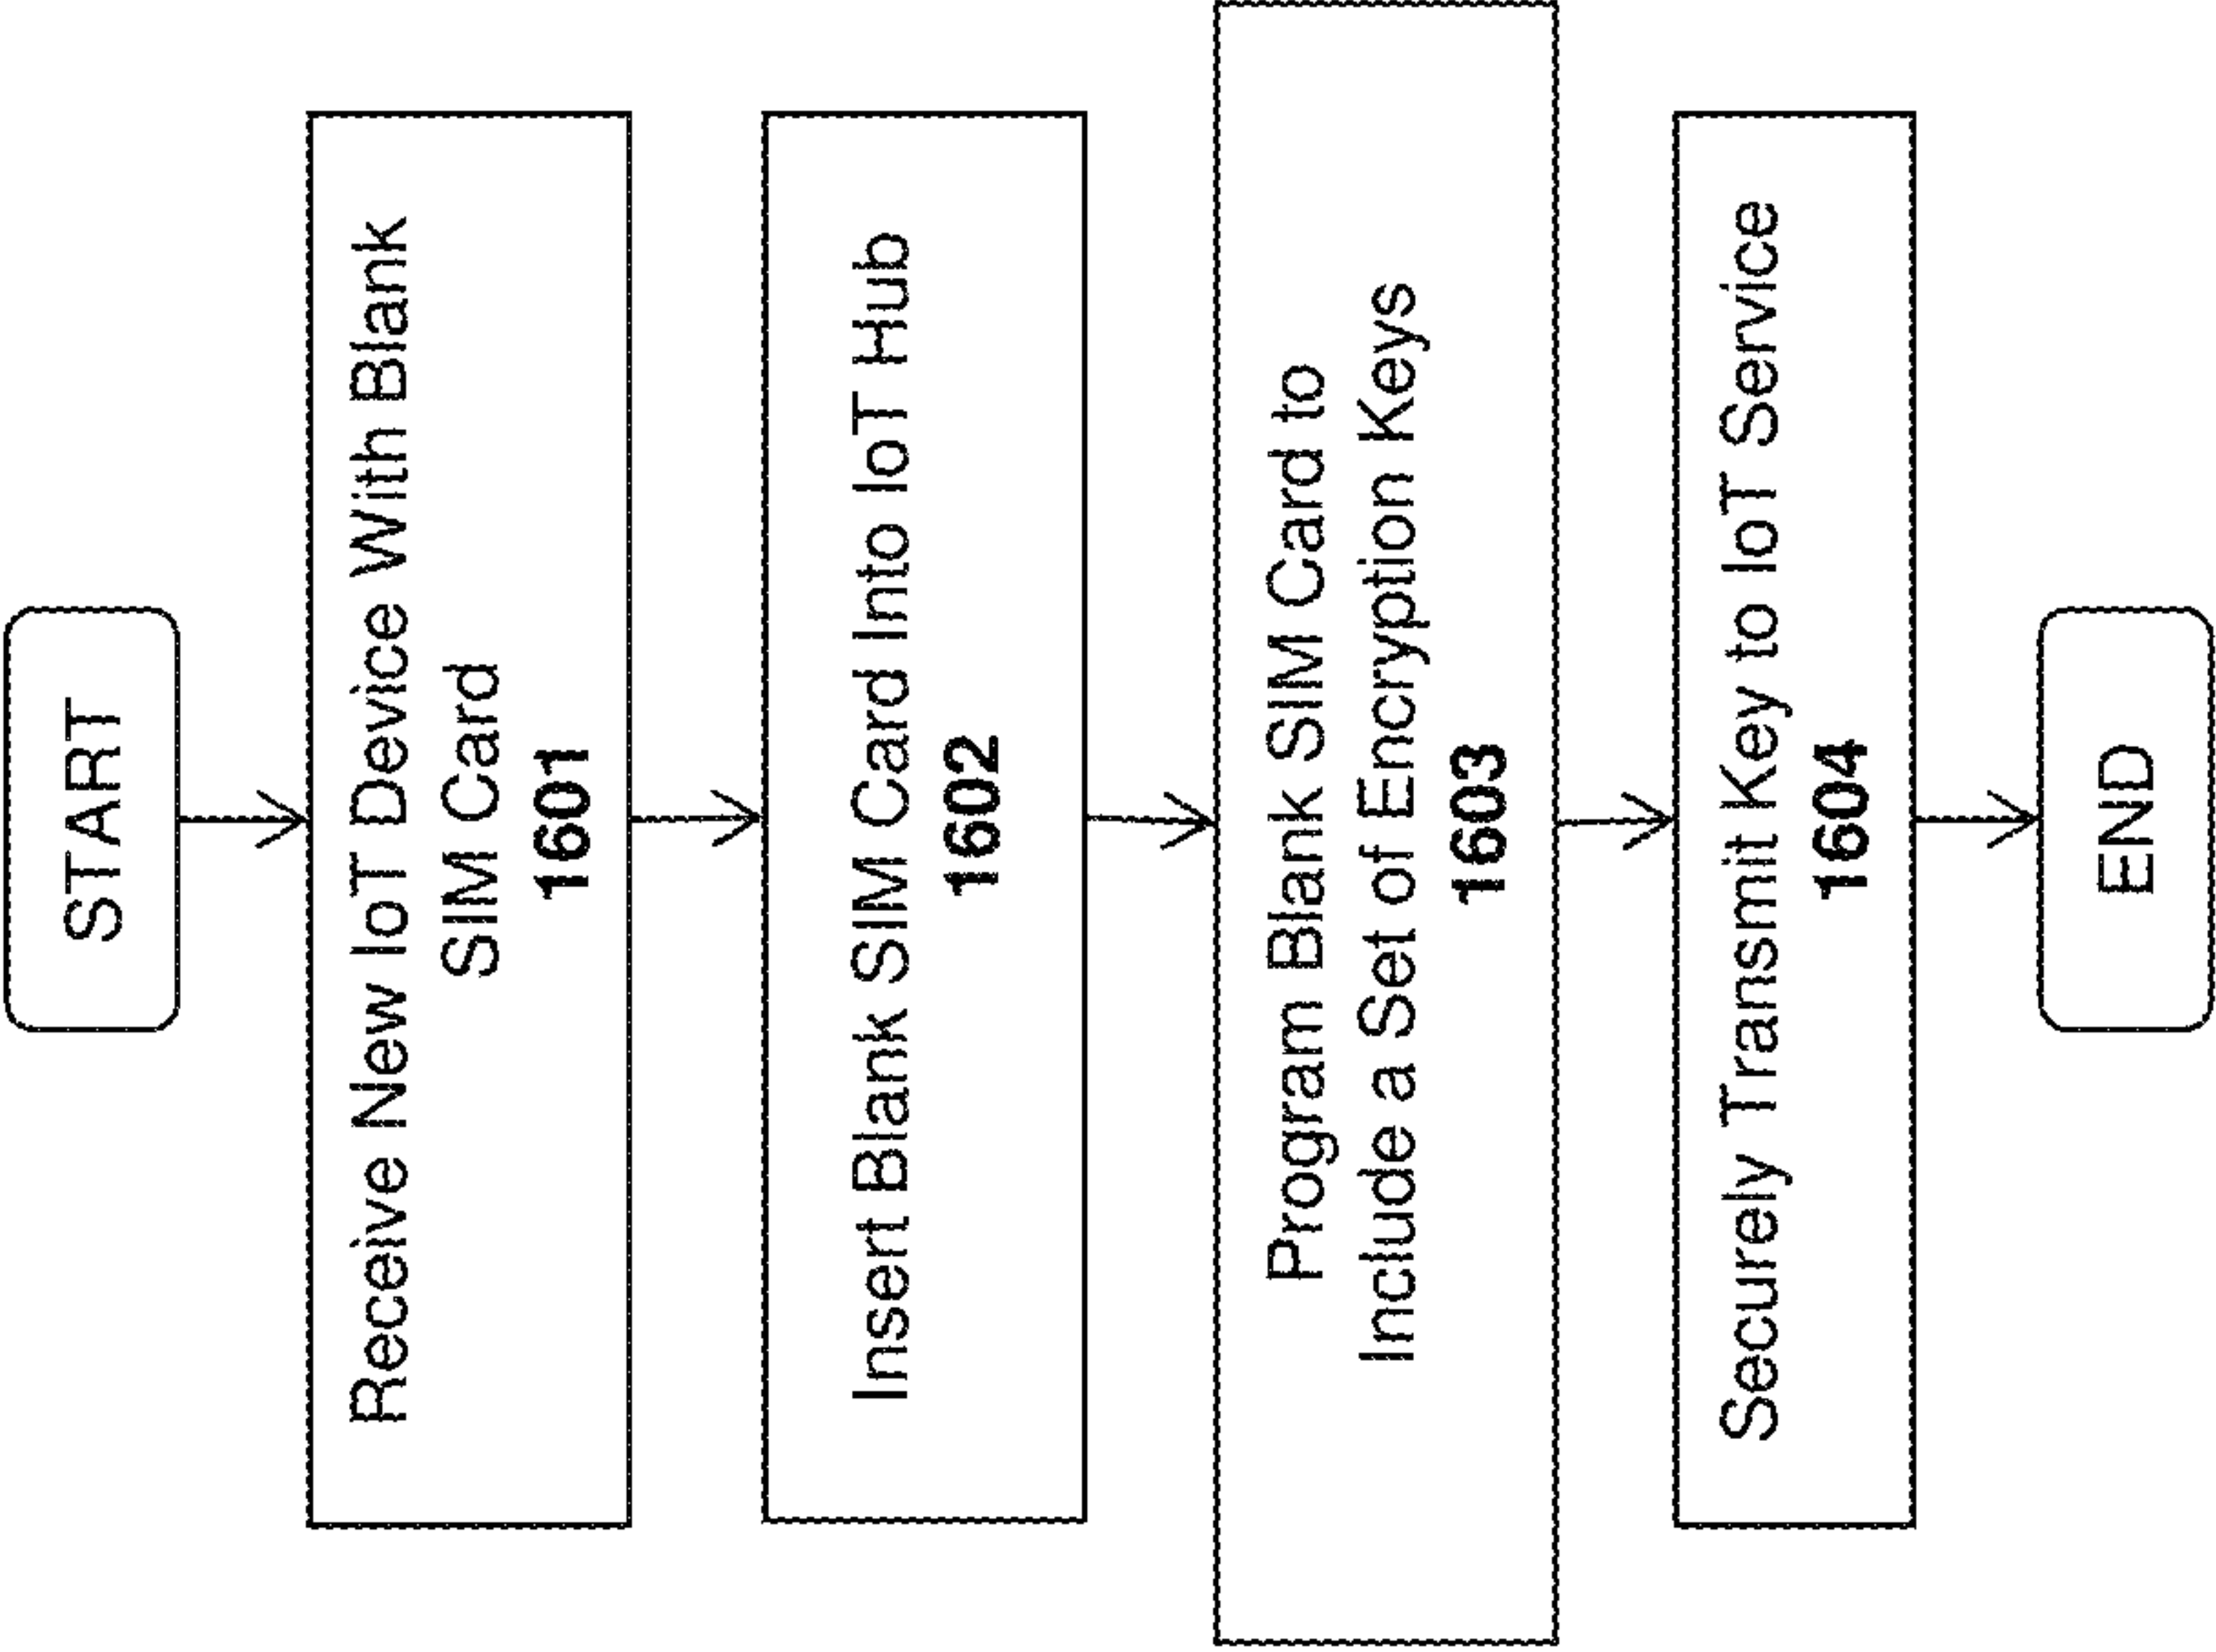 START
Receive New IoT Device With Blank
SIM Card
1601
Insert Blank SIM Card Into IoT Hub
1602
Program Blank SIM Card to
Include a Set of Encryption Keys
1603
Securely Transmit Key to IoT Service
1604
END